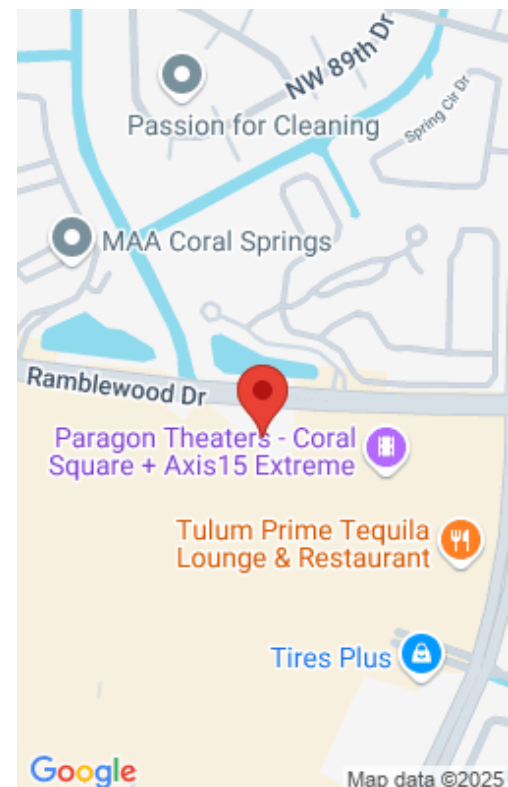 NW 89th Dr
Passion for Cleaning
Spring Cir Dr
MAA Coral Springs
Ramblewood Dr
Paragon Theaters - Coral
Square + Axis15 Extreme
Tulum Prime Tequila
Lounge & Restaurant
Tires Plus
Google
Map data ©2025